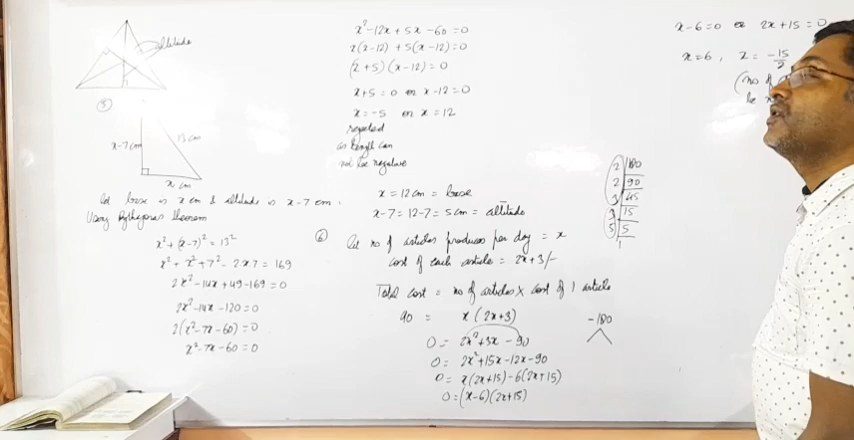 altitude
⑤
x-7 cm
13 cm
x cm
let base is x cm & altitude is x-7 cm.
Using Pythagoras theorem
x²+(x-7)²=13²
x²+x²+7²-2x7=169
2x²-14x+49-169=0
2x²-14x-120=0
2(x²-7x-60)=0
x²-7x-60=0
x²-12x+5x-60=0
x(x-12)+5(x-12)=0
(x+5)(x-12)=0
x+5=0 or x-12=0
x=-5 or x=12
rejected
as length can
not be negative
x=12 cm = base
x-7=12-7=5 cm = altitude
⑥ let no of articles produces per day = x
cost of each article = 2x+3/-
Total cost = no of articles x cost of 1 article
90 = x(2x+3)
0= 2x²+3x-90
0= 2x²+15x-12x-90
0= x(2x+15)-6(2x+15)
0=(x-6)(2x+15)
-180
2 180
2 90
3 45
3 15
5 5
1
x-6=0 or 2x+15=0
x=6, x=-15/2
(no of
be